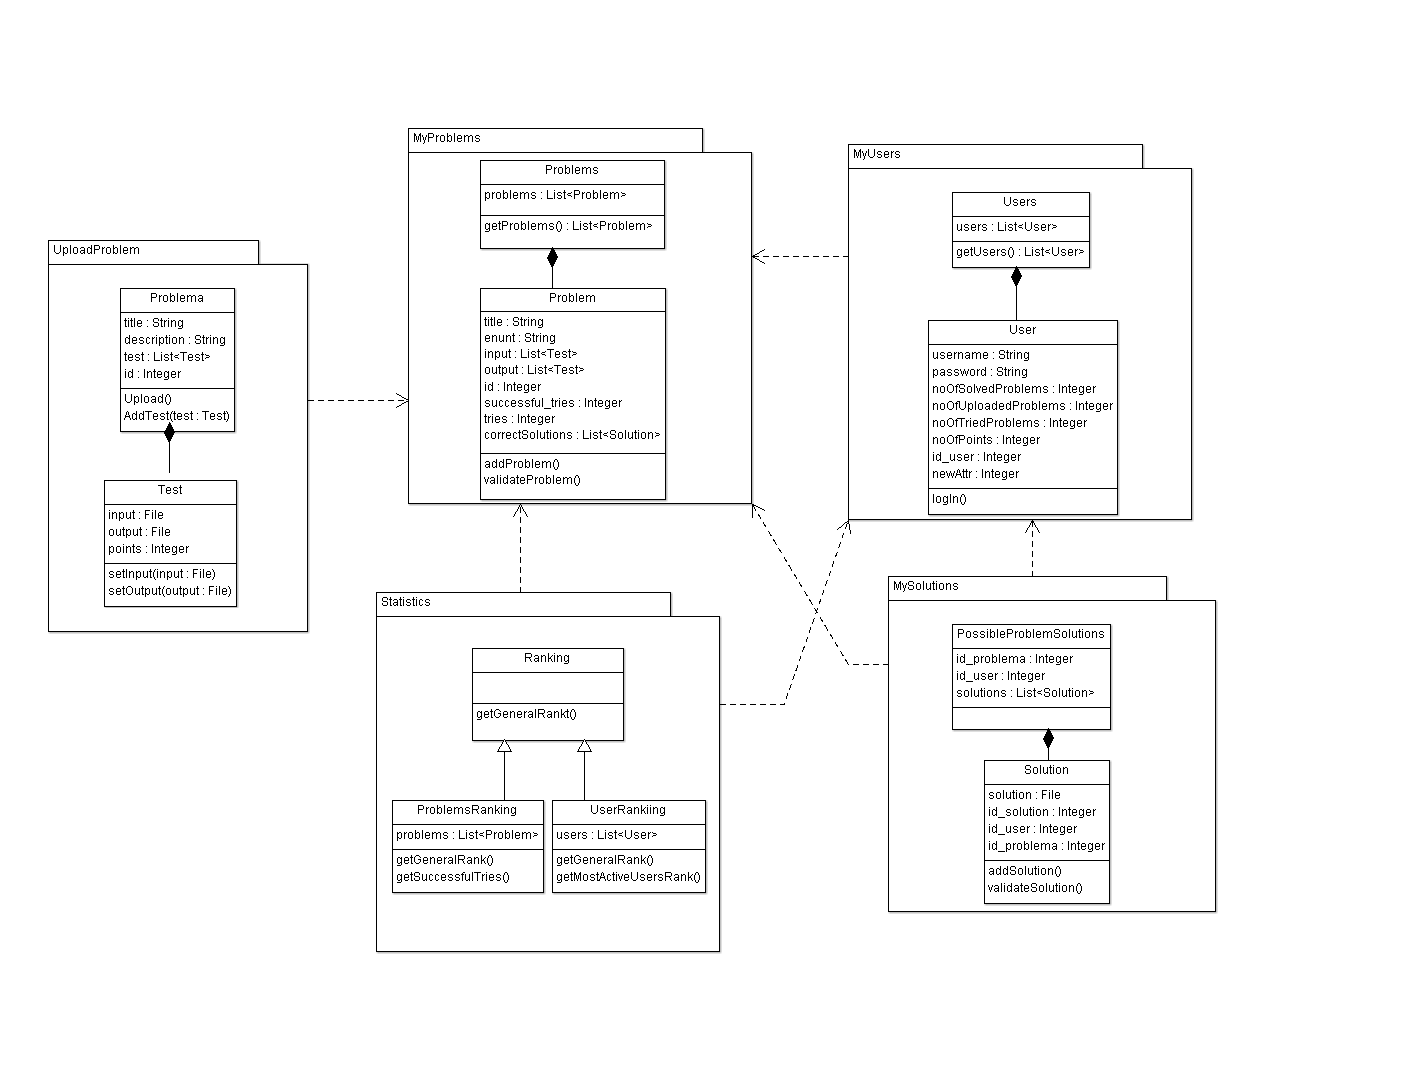 MyProblems
Problems
problems : List<Problem>
getProblems() : List<Problem>
Problem
title : String
enunt : String
input : List<Test>
output : List<Test>
id : Integer
successful_tries : Integer
tries : Integer
correctSolutions : List<Solution>
addProblem()
validateProblem()
MyUsers
Users
users : List<User>
getUsers() : List<User>
User
username : String
password : String
noOfSolvedProblems : Integer
noOfUploadedProblems : Integer
noOfTriedProblems : Integer
noOfPoints : Integer
id_user : Integer
newAttr : Integer
logIn()
UploadProblem
Problema
title : String
description : String
test : List<Test>
id : Integer
Upload()
AddTest(test : Test)
Test
input : File
output : File
points : Integer
setInput(input : File)
setOutput(output : File)
Statistics
Ranking
getGeneralRankt()
ProblemsRanking
problems : List<Problem>
getGeneralRank()
getSuccessfulTries()
UserRankiing
users : List<User>
getGeneralRank()
getMostActiveUsersRank()
MySolutions
PossibleProblemSolutions
id_problema : Integer
id_user : Integer
solutions : List<Solution>
Solution
solution : File
id_solution : Integer
id_user : Integer
id_problema : Integer
addSolution()
validateSolution()